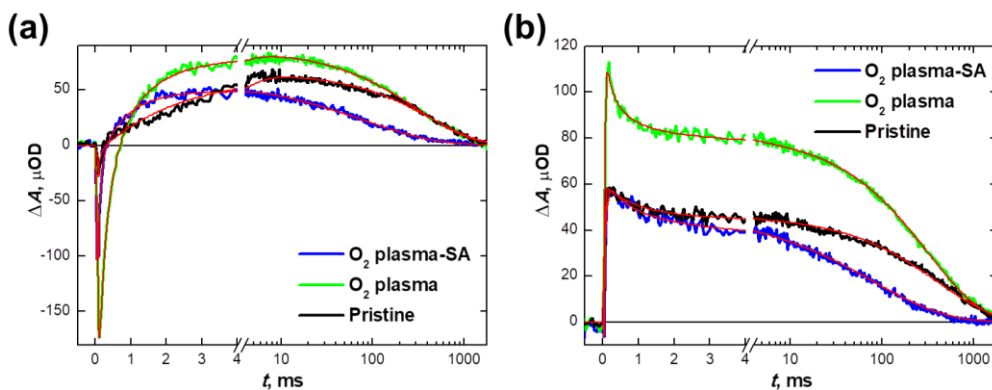 (a)
50
0
-50
-100
-150
ΔA, μOD
O₂ plasma-SA
O₂ plasma
Pristine
0 1 2 3 4 10 100 1000
t, ms
(b)
120
100
80
60
40
20
0
ΔA, μOD
O₂ plasma-SA
O₂ plasma
Pristine
0 1 2 3 4 10 100 1000
t, ms